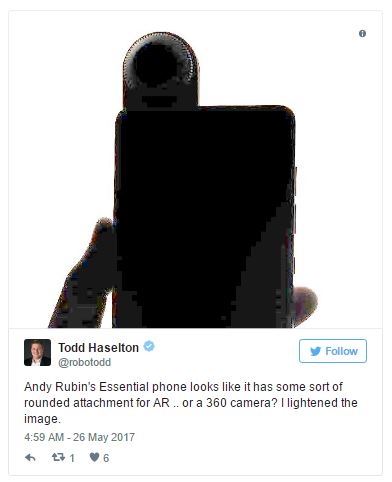 Todd Haselton
@robotodd
Follow
Andy Rubin's Essential phone looks like it has some sort of
rounded attachment for AR .. or a 360 camera? I lightened the
image.
4:59 AM - 26 May 2017
1 6